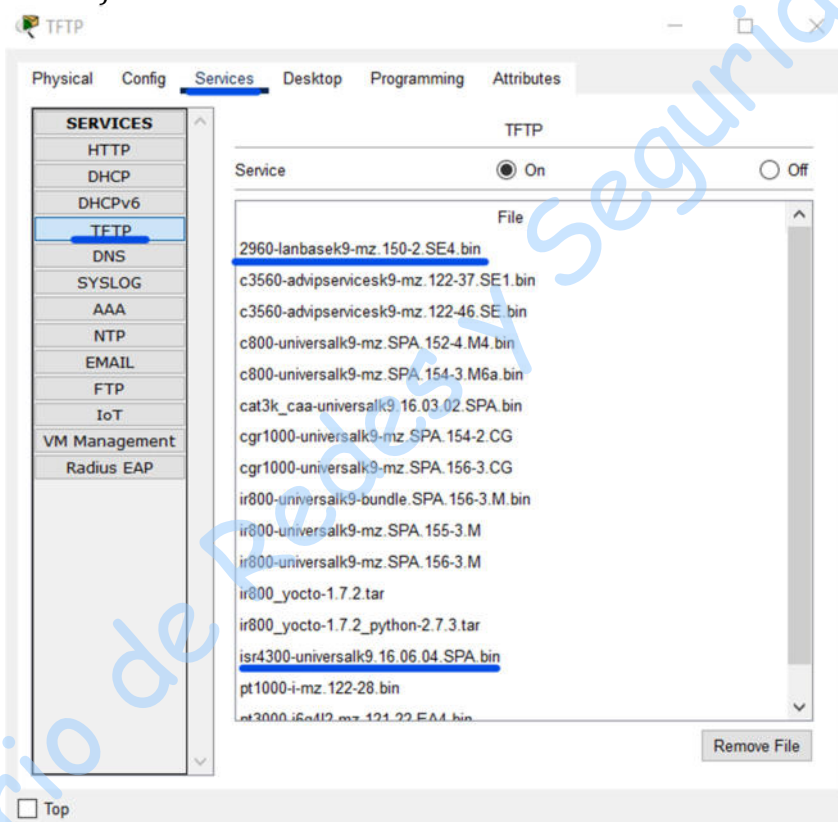 TFTP
Physical Config Services Desktop Programming Attributes
SERVICES
HTTP
DHCP
DHCPv6
TFTP
DNS
SYSLOG
AAA
NTP
EMAIL
FTP
IoT
VM Management
Radius EAP
TFTP
Service On Off
File
2960-lanbasek9-mz.150-2.SE4.bin
c3560-advipservicesk9-mz.122-37.SE1.bin
c3560-advipservicesk9-mz.122-46.SE.bin
c800-universalk9-mz.SPA.152-4.M4.bin
c800-universalk9-mz.SPA.154-3.M6a.bin
cat3k_caa-universalk9.16.03.02.SPA.bin
cgr1000-universalk9-mz.SPA.154-2.CG
cgr1000-universalk9-mz.SPA.156-3.CG
ir800-universalk9-bundle.SPA.156-3.M.bin
ir800-universalk9-mz.SPA.155-3.M
ir800-universalk9-mz.SPA.156-3.M
ir800_yocto-1.7.2.tar
ir800_yocto-1.7.2_python-2.7.3.tar
isr4300-universalk9.16.06.04.SPA.bin
pt1000-i-mz.122-28.bin
Remove File
Top
de Redes y